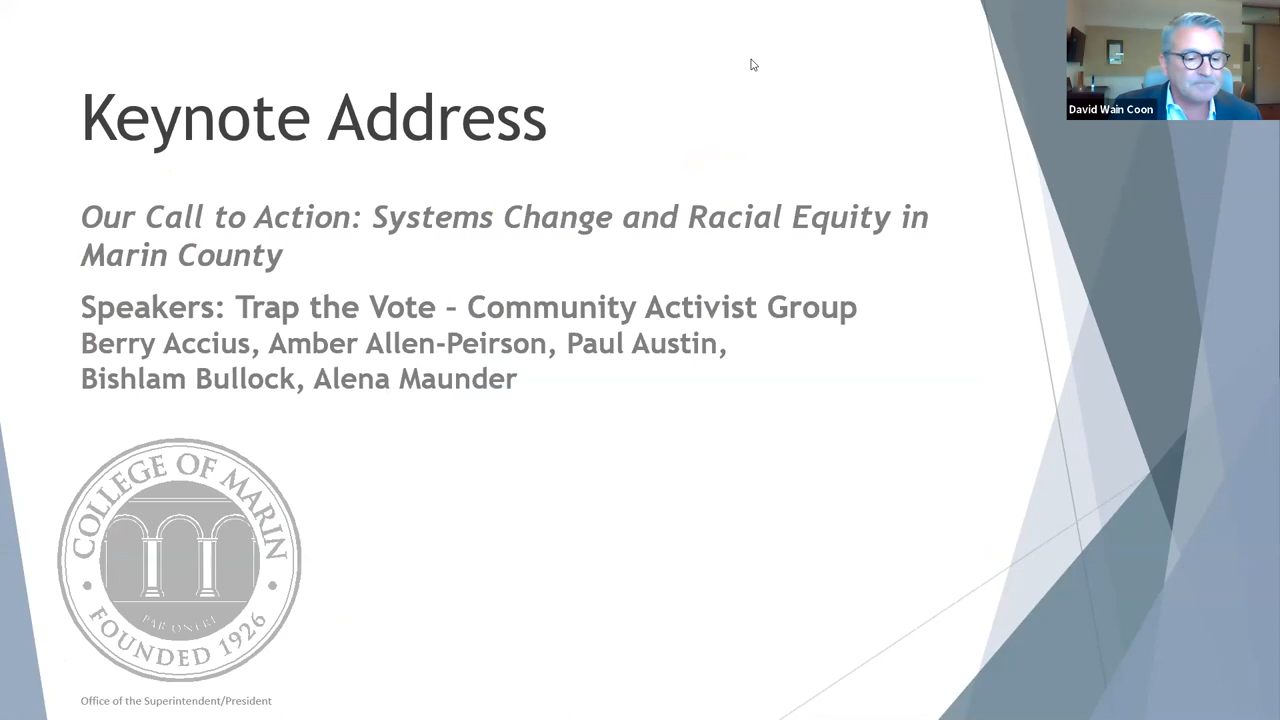 Keynote Address
David Wain Coon
Our Call to Action: Systems Change and Racial Equity in
Marin County
Speakers: Trap the Vote – Community Activist Group
Berry Accius, Amber Allen-Peirson, Paul Austin,
Bishlam Bullock, Alena Maunder
COLLEGE OF MARIN
PAR ONERI
FOUNDED 1926
Office of the Superintendent/President